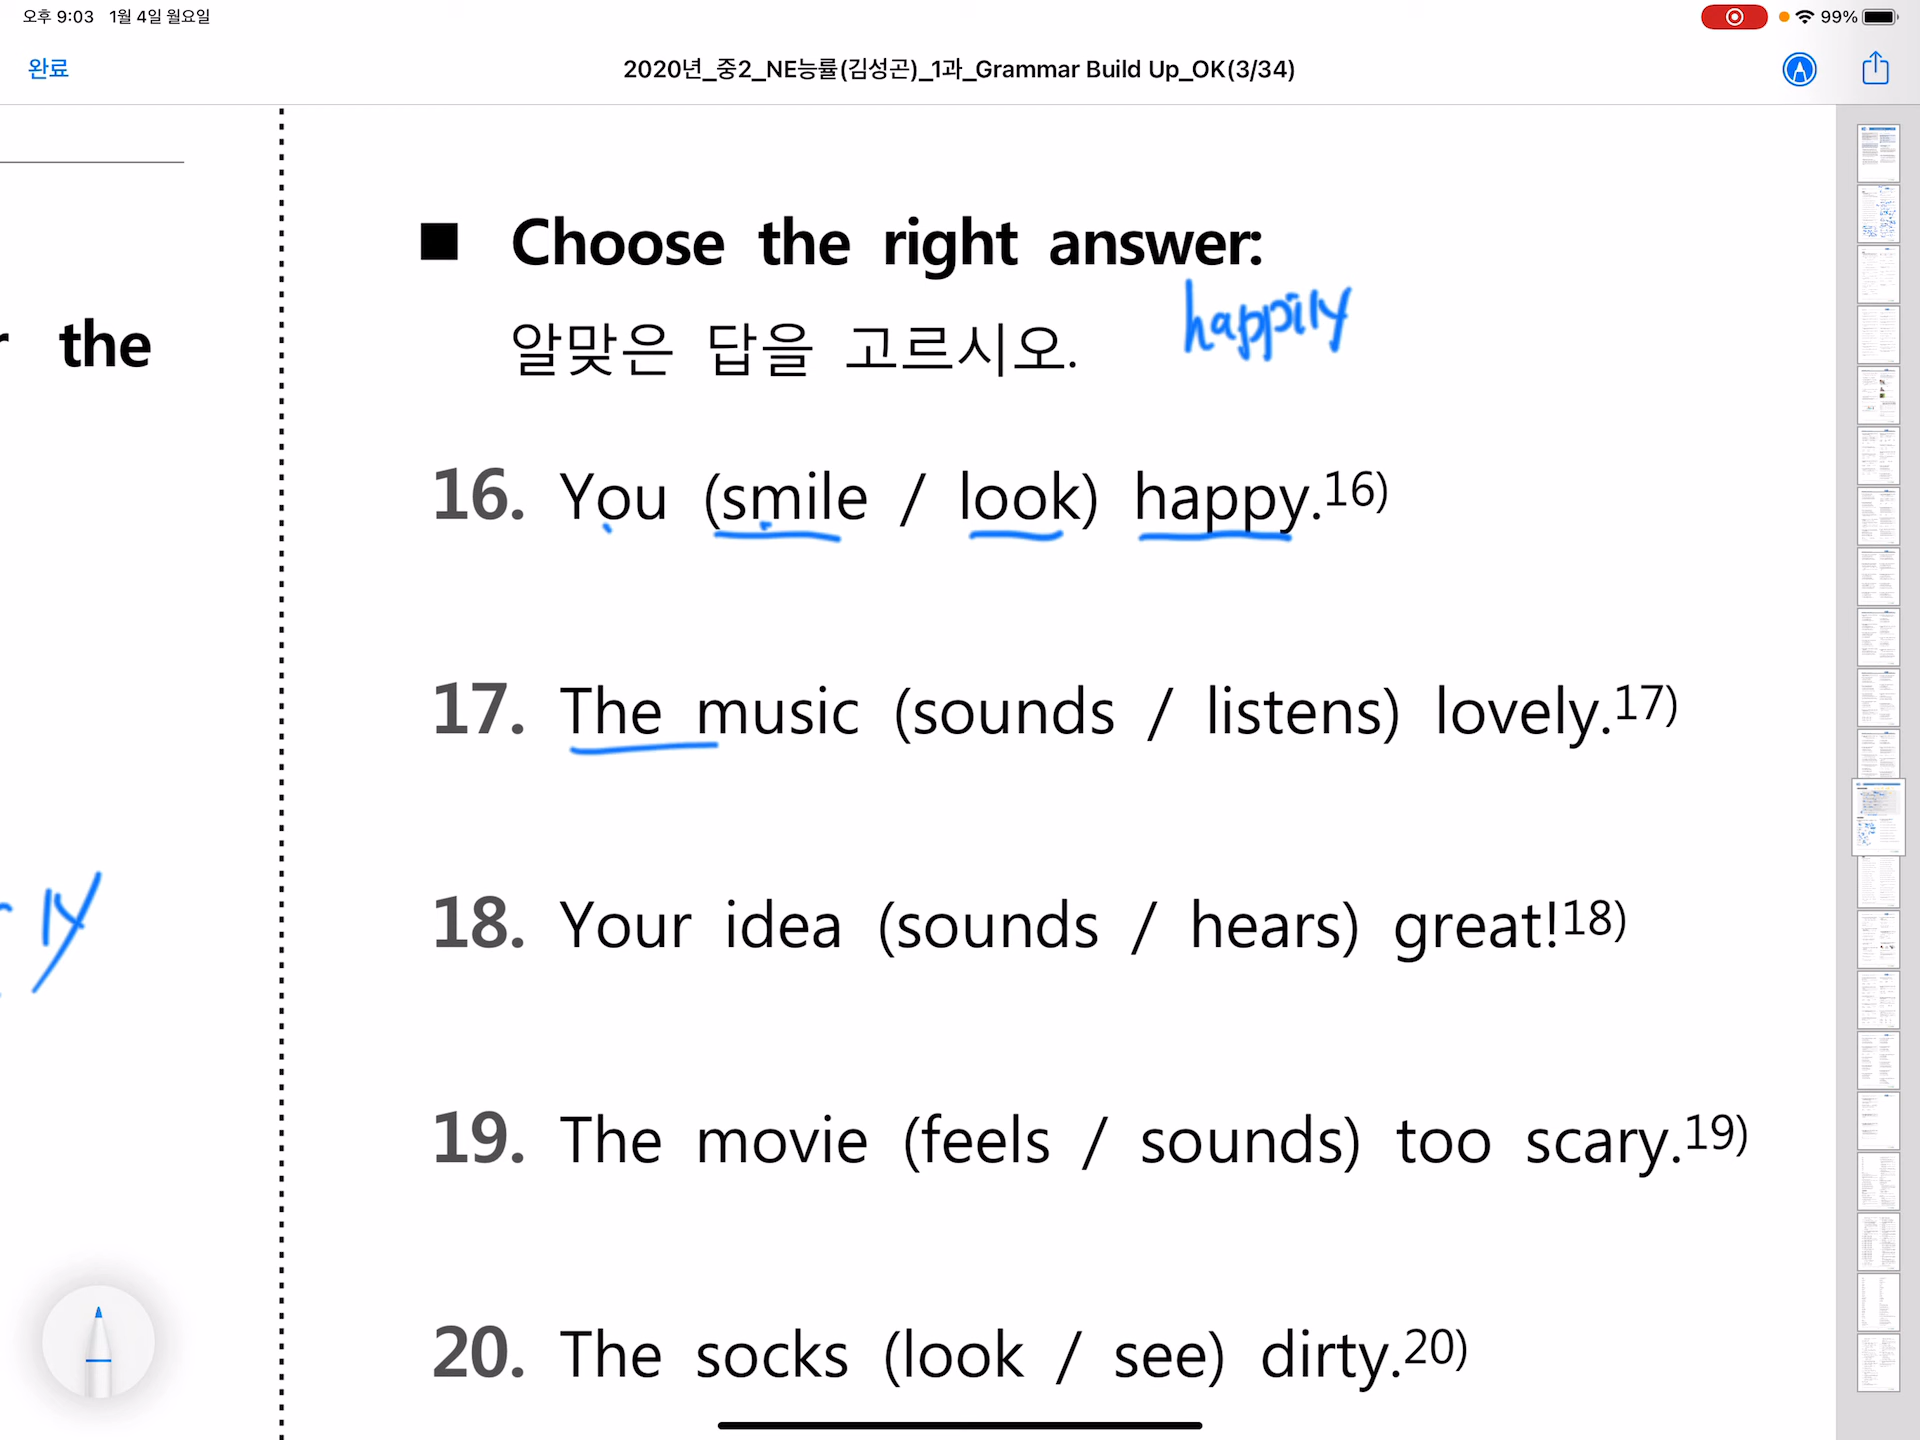 오후 9:03 1월 4일 월요일
99%
완료
2020년_중2_NE능률(김성곤)_1과_Grammar Build Up_OK(3/34)
the
ly
■ Choose the right answer:
happily
알맞은 답을 고르시오.
16. You (smile / look) happy.16)
17. The music (sounds / listens) lovely.17)
18. Your idea (sounds / hears) great!18)
19. The movie (feels / sounds) too scary.19)
20. The socks (look / see) dirty.20)